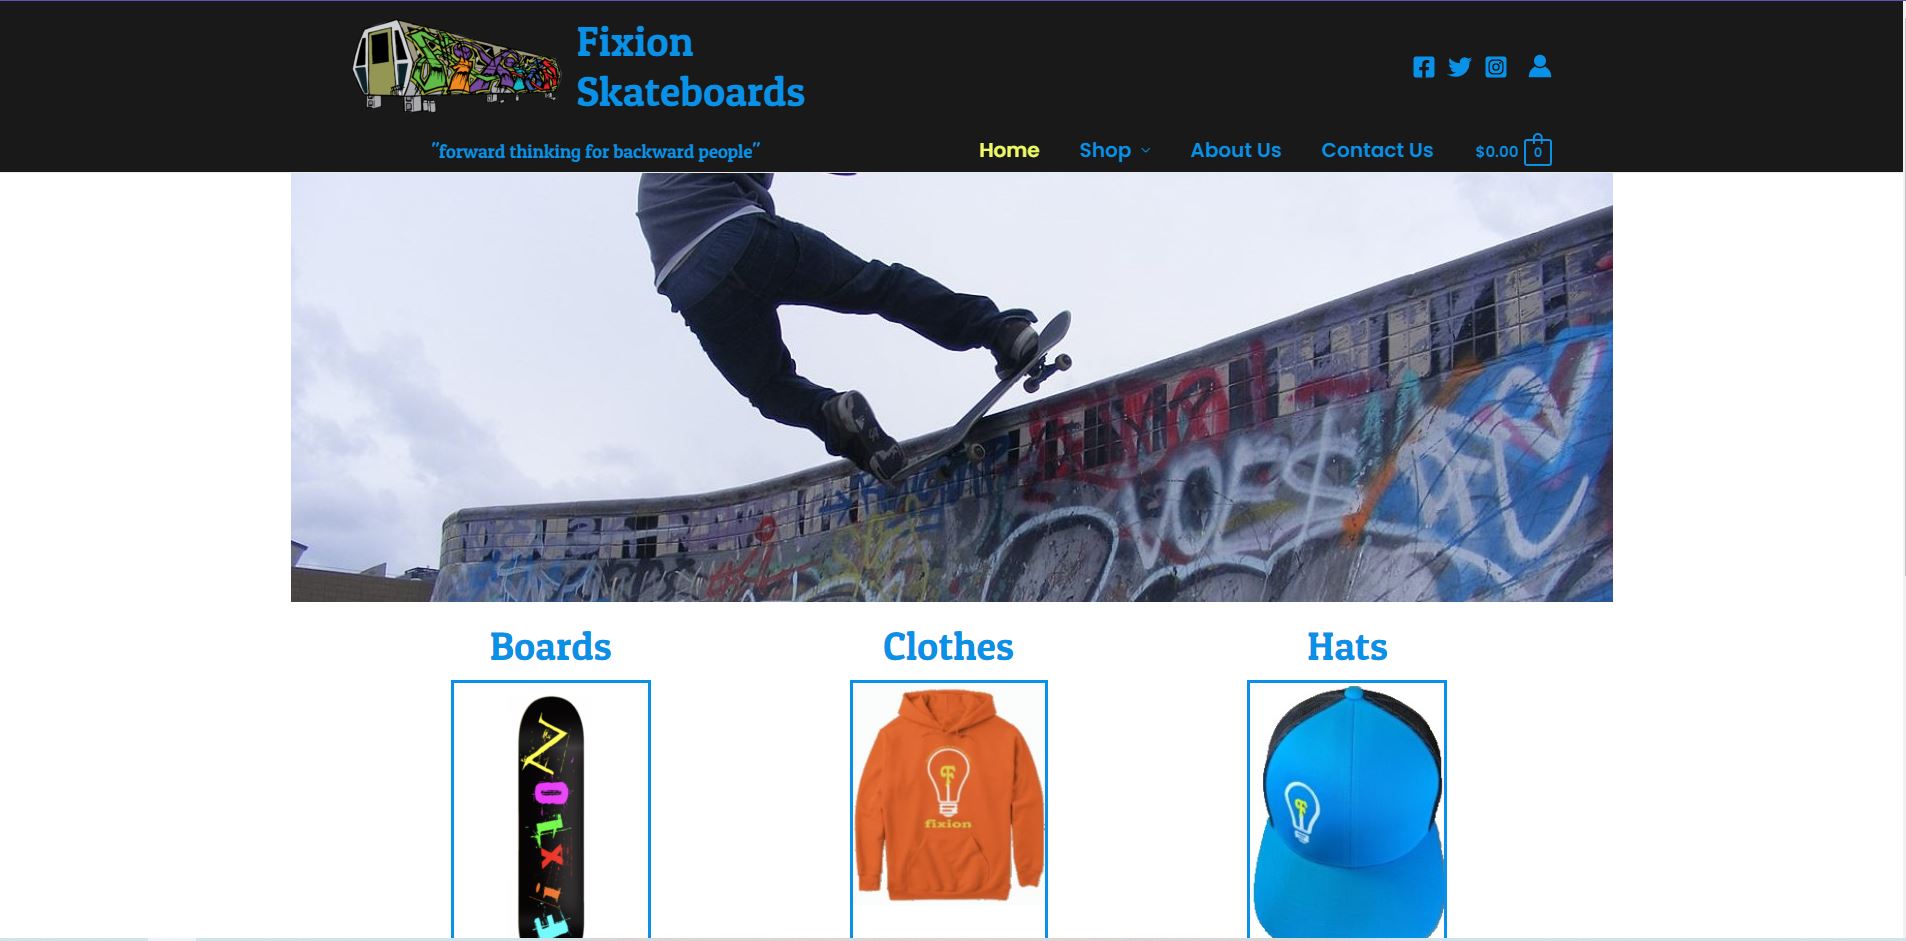 Fixion
Skateboards
"forward thinking for backward people"
Home Shop About Us Contact Us $0.00 0
Boards Clothes Hats
FixioN
fixion